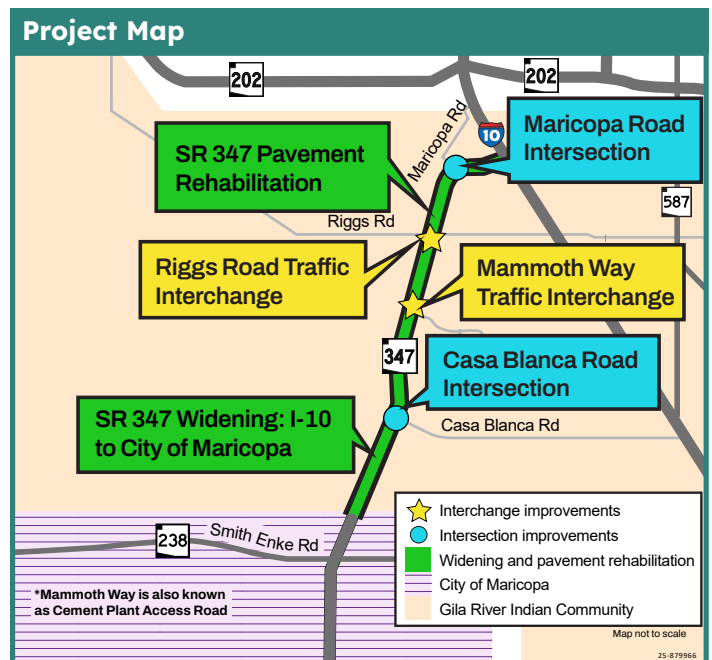 Project Map
202
202
Maricopa Rd
10
Maricopa Road
Intersection
SR 347 Pavement
Rehabilitation
587
Riggs Rd
Riggs Road Traffic
Interchange
Mammoth Way
Traffic Interchange
347
Casa Blanca Road
Intersection
SR 347 Widening: I-10
to City of Maricopa
Casa Blanca Rd
238
Smith Enke Rd
*Mammoth Way is also known
as Cement Plant Access Road
Interchange improvements
Intersection improvements
Widening and pavement rehabilitation
City of Maricopa
Gila River Indian Community
Map not to scale
25-879966